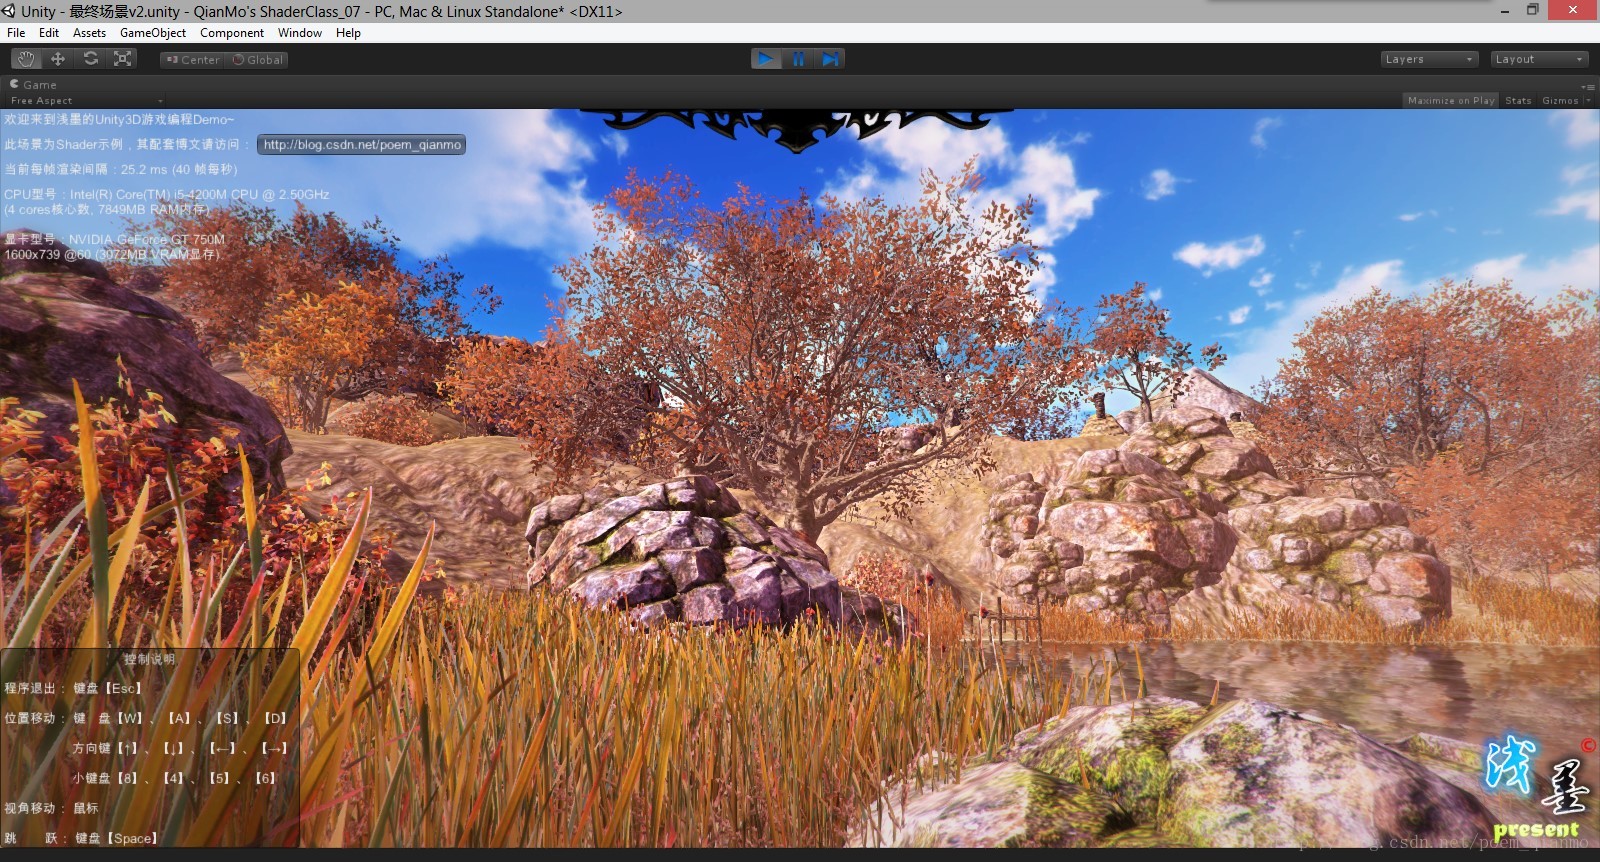 Unity - 最终场景v2.unity - QianMo's ShaderClass_07 - PC, Mac & Linux Standalone* <DX11>
File Edit Assets GameObject Component Window Help
Center Global Layers Layout
Game
Free Aspect Maximize on Play Stats Gizmos
欢迎来到浅墨的Unity3D游戏编程Demo~
此场景为Shader示例，其配套博文请访问： http://blog.csdn.net/poem_qianmo
当前每帧渲染间隔：25.2 ms (40 帧每秒)
CPU型号：Intel(R) Core(TM) i5-4200M CPU @ 2.50GHz
(4 cores核心数, 7849MB RAM内存)
显卡型号：NVIDIA GeForce GT 750M
1600x739 @60 (3072MB VRAM显存)
控制说明
程序退出： 键盘【Esc】
位置移动： 键 盘【W】、【A】、【S】、【D】
方向键【↑】、【↓】、【←】、【→】
小键盘【8】、【4】、【5】、【6】
视角移动： 鼠标
跳 跃： 键盘【Space】
浅墨 ©
present
g.csdn.net/poem_qianmo